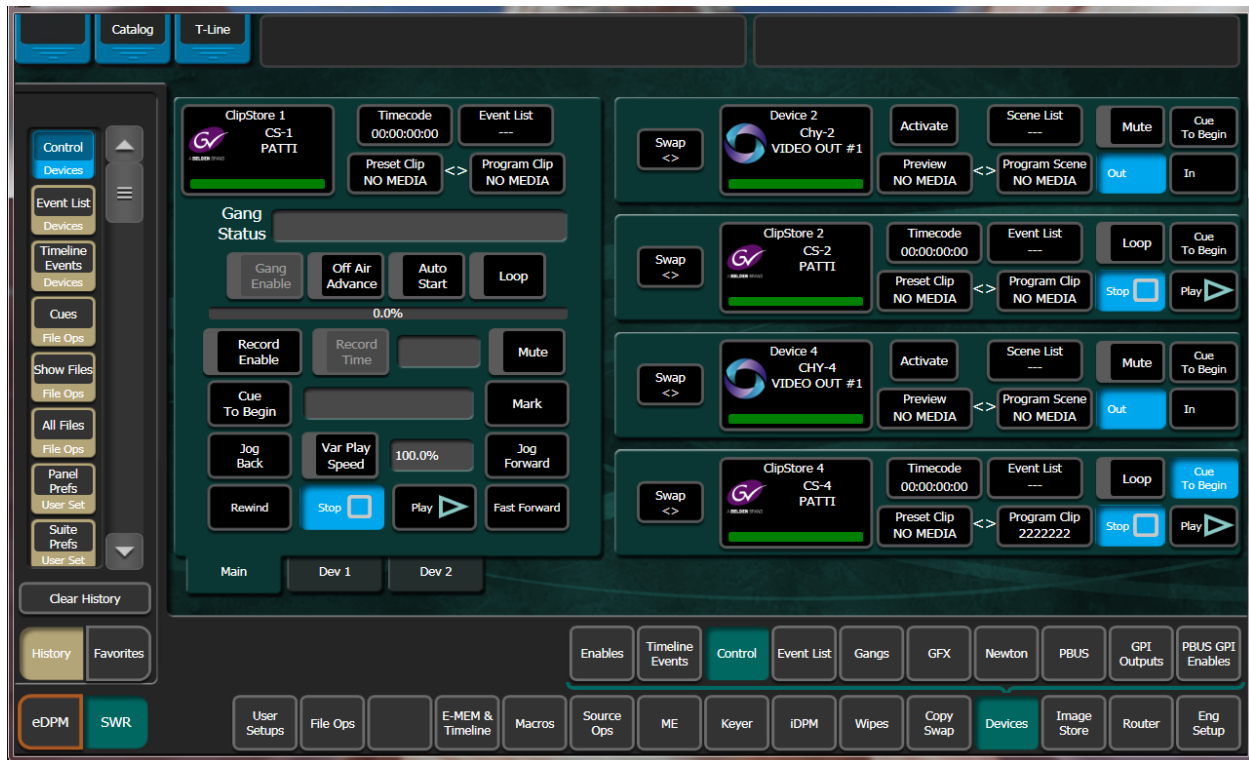 Catalog
T-Line
Control
Devices
Event List
Devices
Timeline
Events
Devices
Cues
File Ops
Show Files
File Ops
All Files
File Ops
Panel
Prefs
User Set
Suite
Prefs
User Set
Clear History
History
Favorites
eDPM
SWR
ClipStore 1
CS-1
PATTI
GV
A BELDEN BRAND
Timecode
00:00:00:00
Event List
---
Preset Clip
NO MEDIA
<>
Program Clip
NO MEDIA
Gang
Status
Gang
Enable
Off Air
Advance
Auto
Start
Loop
0.0%
Record
Enable
Record
Time
Mute
Cue
To Begin
Mark
Jog
Back
Var Play
Speed
100.0%
Jog
Forward
Rewind
Stop
Play
Fast Forward
Main
Dev 1
Dev 2
Swap
<>
Device 2
Chy-2
VIDEO OUT #1
Activate
Scene List
---
Mute
Cue
To Begin
Preview
NO MEDIA
<>
Program Scene
NO MEDIA
Out
In
Swap
<>
ClipStore 2
CS-2
PATTI
GV
Timecode
00:00:00:00
Event List
---
Loop
Cue
To Begin
Preset Clip
NO MEDIA
<>
Program Clip
NO MEDIA
Stop
Play
Swap
<>
Device 4
CHY-4
VIDEO OUT #1
Activate
Scene List
---
Mute
Cue
To Begin
Preview
NO MEDIA
<>
Program Scene
NO MEDIA
Out
In
Swap
<>
ClipStore 4
CS-4
PATTI
GV
Timecode
00:00:00:00
Event List
---
Loop
Cue
To Begin
Preset Clip
NO MEDIA
<>
Program Clip
2222222
Stop
Play
Enables
Timeline
Events
Control
Event List
Gangs
GFX
Newton
PBUS
GPI
Outputs
PBUS GPI
Enables
User
Setups
File Ops
E-MEM &
Timeline
Macros
Source
Ops
ME
Keyer
iDPM
Wipes
Copy
Swap
Devices
Image
Store
Router
Eng
Setup